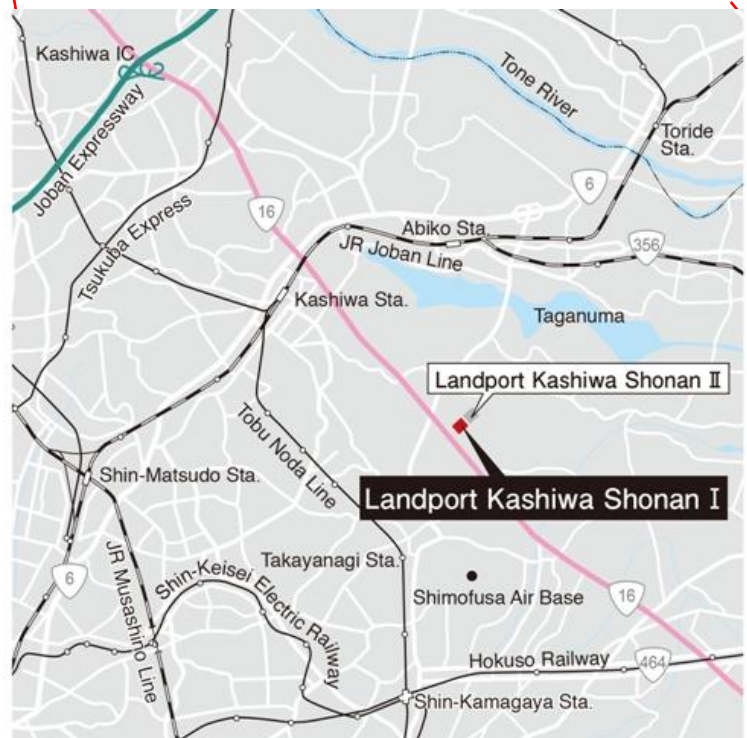 Kashiwa IC
Joban Expressway
Tsukuba Express
16
Tone River
Toride
Sta.
6
Abiko Sta.
JR Joban Line
356
Kashiwa Sta.
Taganuma
Landport Kashiwa Shonan Ⅱ
Landport Kashiwa Shonan Ⅰ
Tobu Noda Line
Shin-Matsudo Sta.
6
JR Musashino Line
Shin-Keisei Electric Railway
Takayanagi Sta.
Shimofusa Air Base
16
Hokuso Railway
464
Shin-Kamagaya Sta.